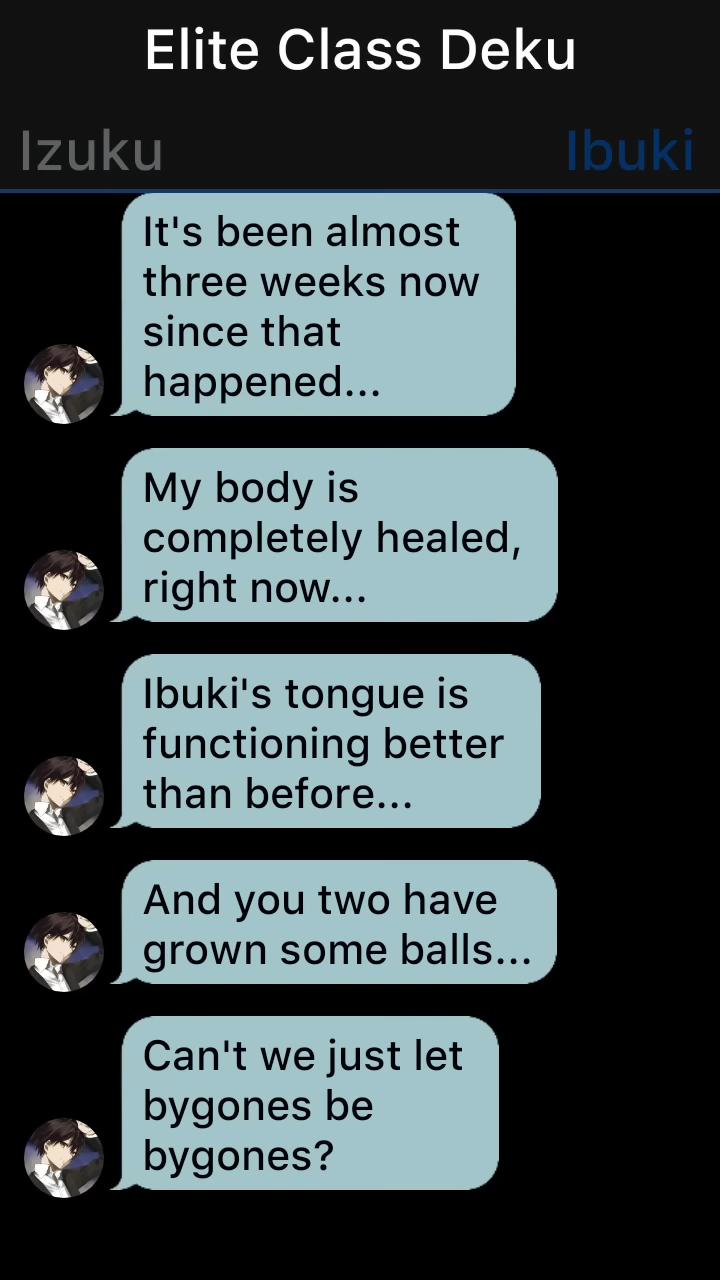 Elite Class Deku
Izuku
Ibuki
It's been almost
three weeks now
since that
happened...
My body is
completely healed,
right now...
Ibuki's tongue is
functioning better
than before...
And you two have
grown some balls...
Can't we just let
bygones be
bygones?